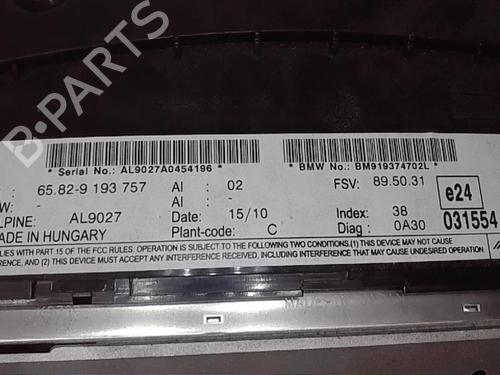 B-PARTS
* Serial No.: AL9027A0454196 *
* BMW No.: BM919374702L *
: 65.82-9 193 757 AI : 02 FSV: 89.50.31 e24
W: - AI : -
LPINE: AL9027 Date : 15/10 Index : 38 031554
ADE IN HUNGARY Plant-code: C Diag : 0A30
LIES WITH PART 15 OF THE FCC RULES. OPERATION IS SUBJECT TO THE FOLLOWING TWO CONDITIONS.(1) THIS DEVICE MAY NOT CAUSE HARMFUL
ERENCE, AND (2) THIS DEVICE MUST ACCEPT ANY INTERFERENCE RECEIVED, INCLUDING INTERFERENCE THAT MAY CAUSE UNDESIRED OPERATION